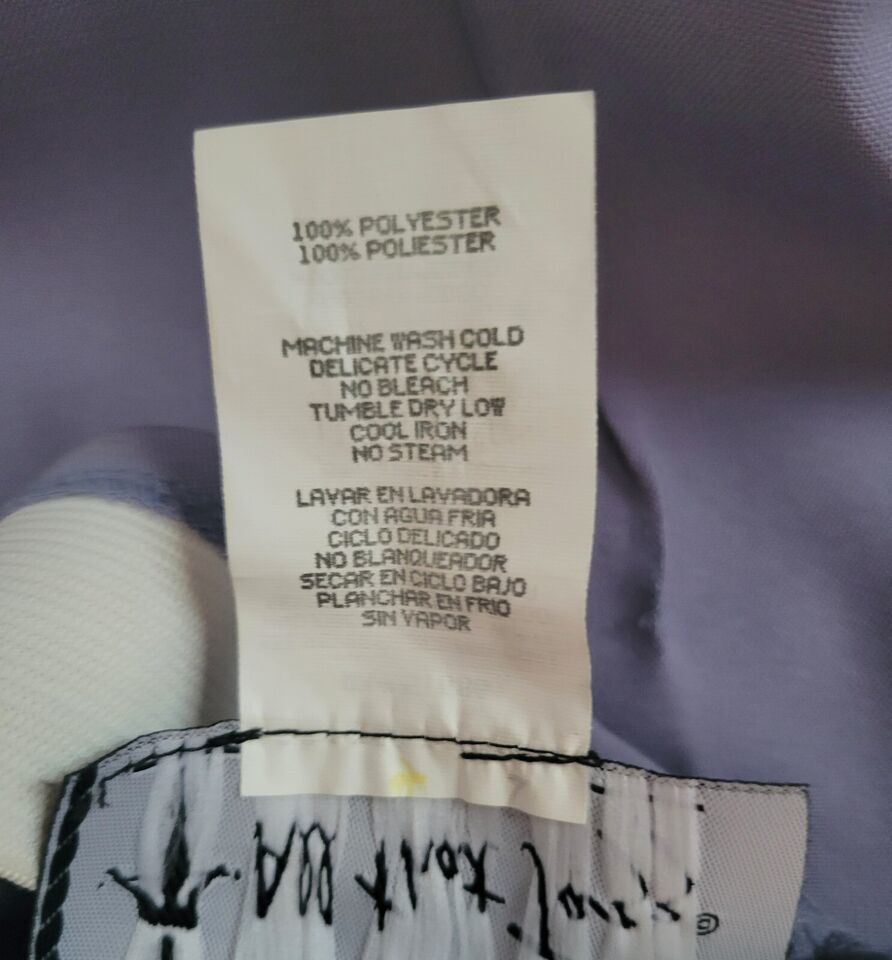 100% POLYESTER
100% POLIESTER
MACHINE WASH COLD
DELICATE CYCLE
NO BLEACH
TUMBLE DRY LOW
COOL IRON
NO STEAM
LAVAR EN LAVADORA
CON AGUA FRIA
CICLO DELICADO
NO BLANQUEADOR
SECAR EN CICLO BAJO
PLANCHAR EN FRIO
SIN VAPOR
©